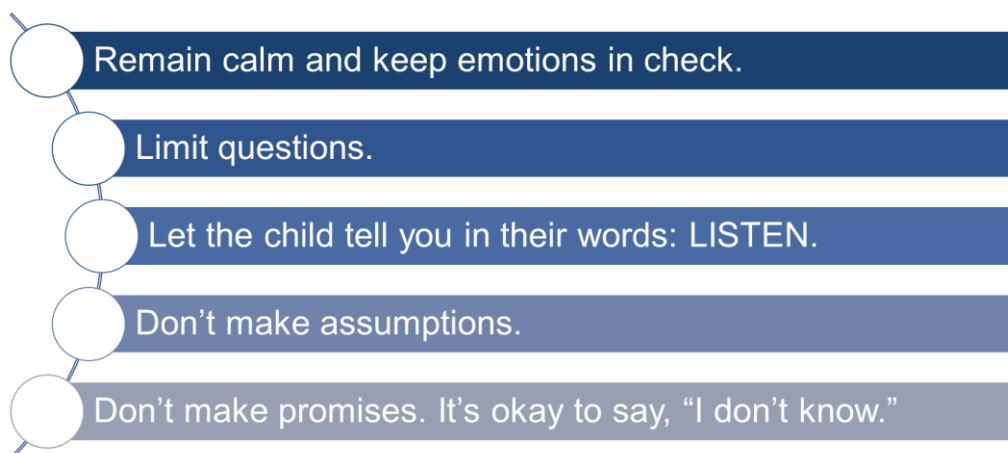 Remain calm and keep emotions in check.
Limit questions.
Let the child tell you in their words: LISTEN.
Don’t make assumptions.
Don’t make promises. It’s okay to say, “I don’t know.”